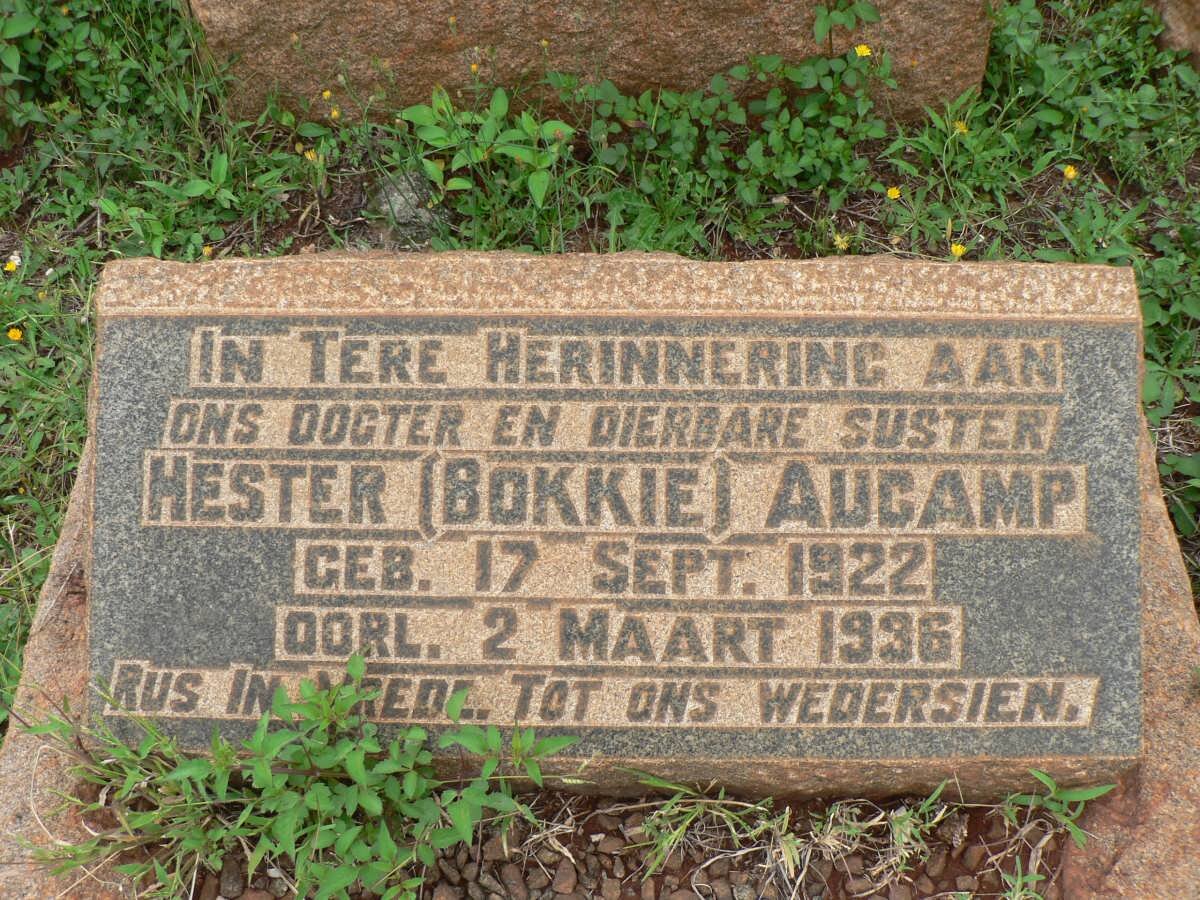 IN TERE HERINNERING AAN
ONS DOGTER EN DIERBARE SUSTER
HESTER (BOKKIE) AUCAMP
GEB. 17 SEPT. 1922
OORL. 2 MAART 1936
RUS IN VREDE TOT ONS WEDERSIEN.